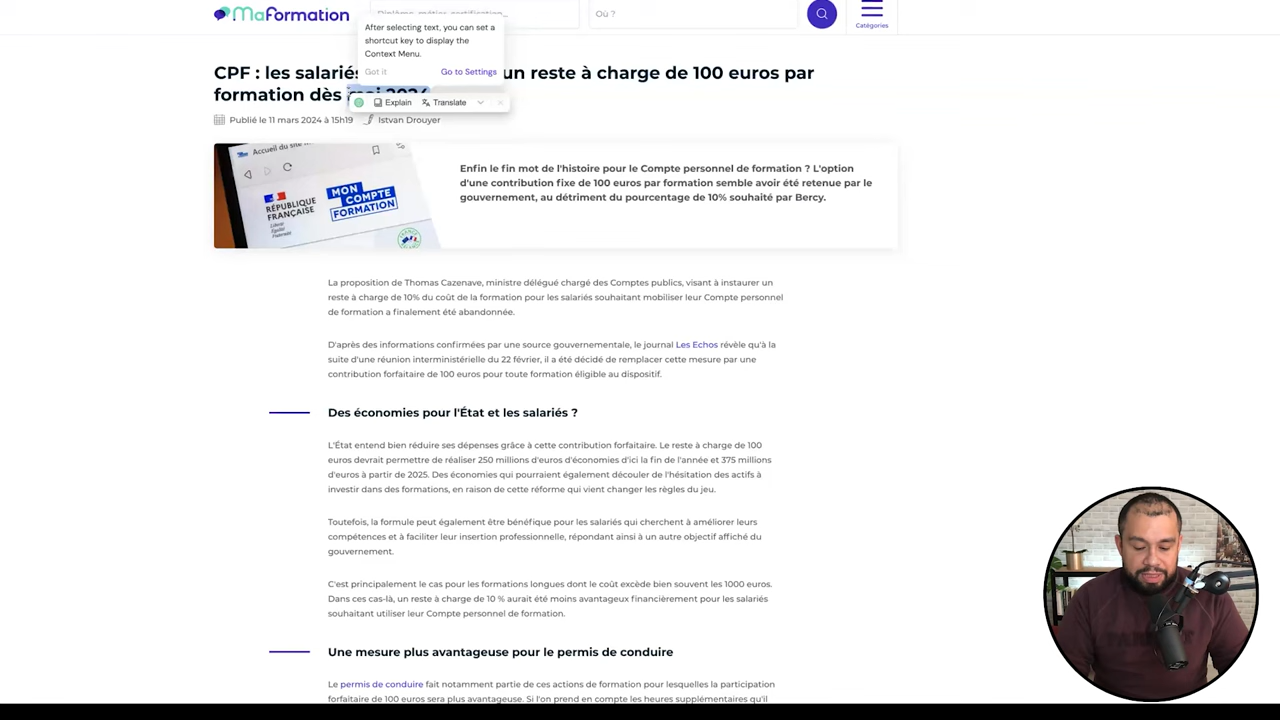 MaFormation
Diplôme, métier, certification...
Où ?
Catégories
After selecting text, you can set a
shortcut key to display the
Context Menu.
Got it
Go to Settings
CPF : les salariés un reste à charge de 100 euros par
formation dès mai 2024
Explain
Translate
Publié le 11 mars 2024 à 15h19
Istvan Drouyer
Accueil du site
RÉPUBLIQUE
FRANÇAISE
Liberté
Égalité
Fraternité
MON
COMPTE
FORMATION
Enfin le fin mot de l'histoire pour le Compte personnel de formation ? L'option
d'une contribution fixe de 100 euros par formation semble avoir été retenue par le
gouvernement, au détriment du pourcentage de 10% souhaité par Bercy.
La proposition de Thomas Cazenave, ministre délégué chargé des Comptes publics, visant à instaurer un
reste à charge de 10% du coût de la formation pour les salariés souhaitant mobiliser leur Compte personnel
de formation a finalement été abandonnée.
D'après des informations confirmées par une source gouvernementale, le journal Les Echos révèle qu'à la
suite d'une réunion interministérielle du 22 février, il a été décidé de remplacer cette mesure par une
contribution forfaitaire de 100 euros pour toute formation éligible au dispositif.
Des économies pour l'État et les salariés ?
L'État entend bien réduire ses dépenses grâce à cette contribution forfaitaire. Le reste à charge de 100
euros devrait permettre de réaliser 250 millions d'euros d'économies d'ici la fin de l'année et 375 millions
d'euros à partir de 2025. Des économies qui pourraient également découler de l'hésitation des actifs à
investir dans des formations, en raison de cette réforme qui vient changer les règles du jeu.
Toutefois, la formule peut également être bénéfique pour les salariés qui cherchent à améliorer leurs
compétences et à faciliter leur insertion professionnelle, répondant ainsi à un autre objectif affiché du
gouvernement.
C'est principalement le cas pour les formations longues dont le coût excède bien souvent les 1000 euros.
Dans ces cas-là, un reste à charge de 10 % aurait été moins avantageux financièrement pour les salariés
souhaitant utiliser leur Compte personnel de formation.
Une mesure plus avantageuse pour le permis de conduire
Le permis de conduire fait notamment partie de ces actions de formation pour lesquelles la participation
forfaitaire de 100 euros sera plus avantageuse. Si l'on prend en compte les heures supplémentaires qu'il